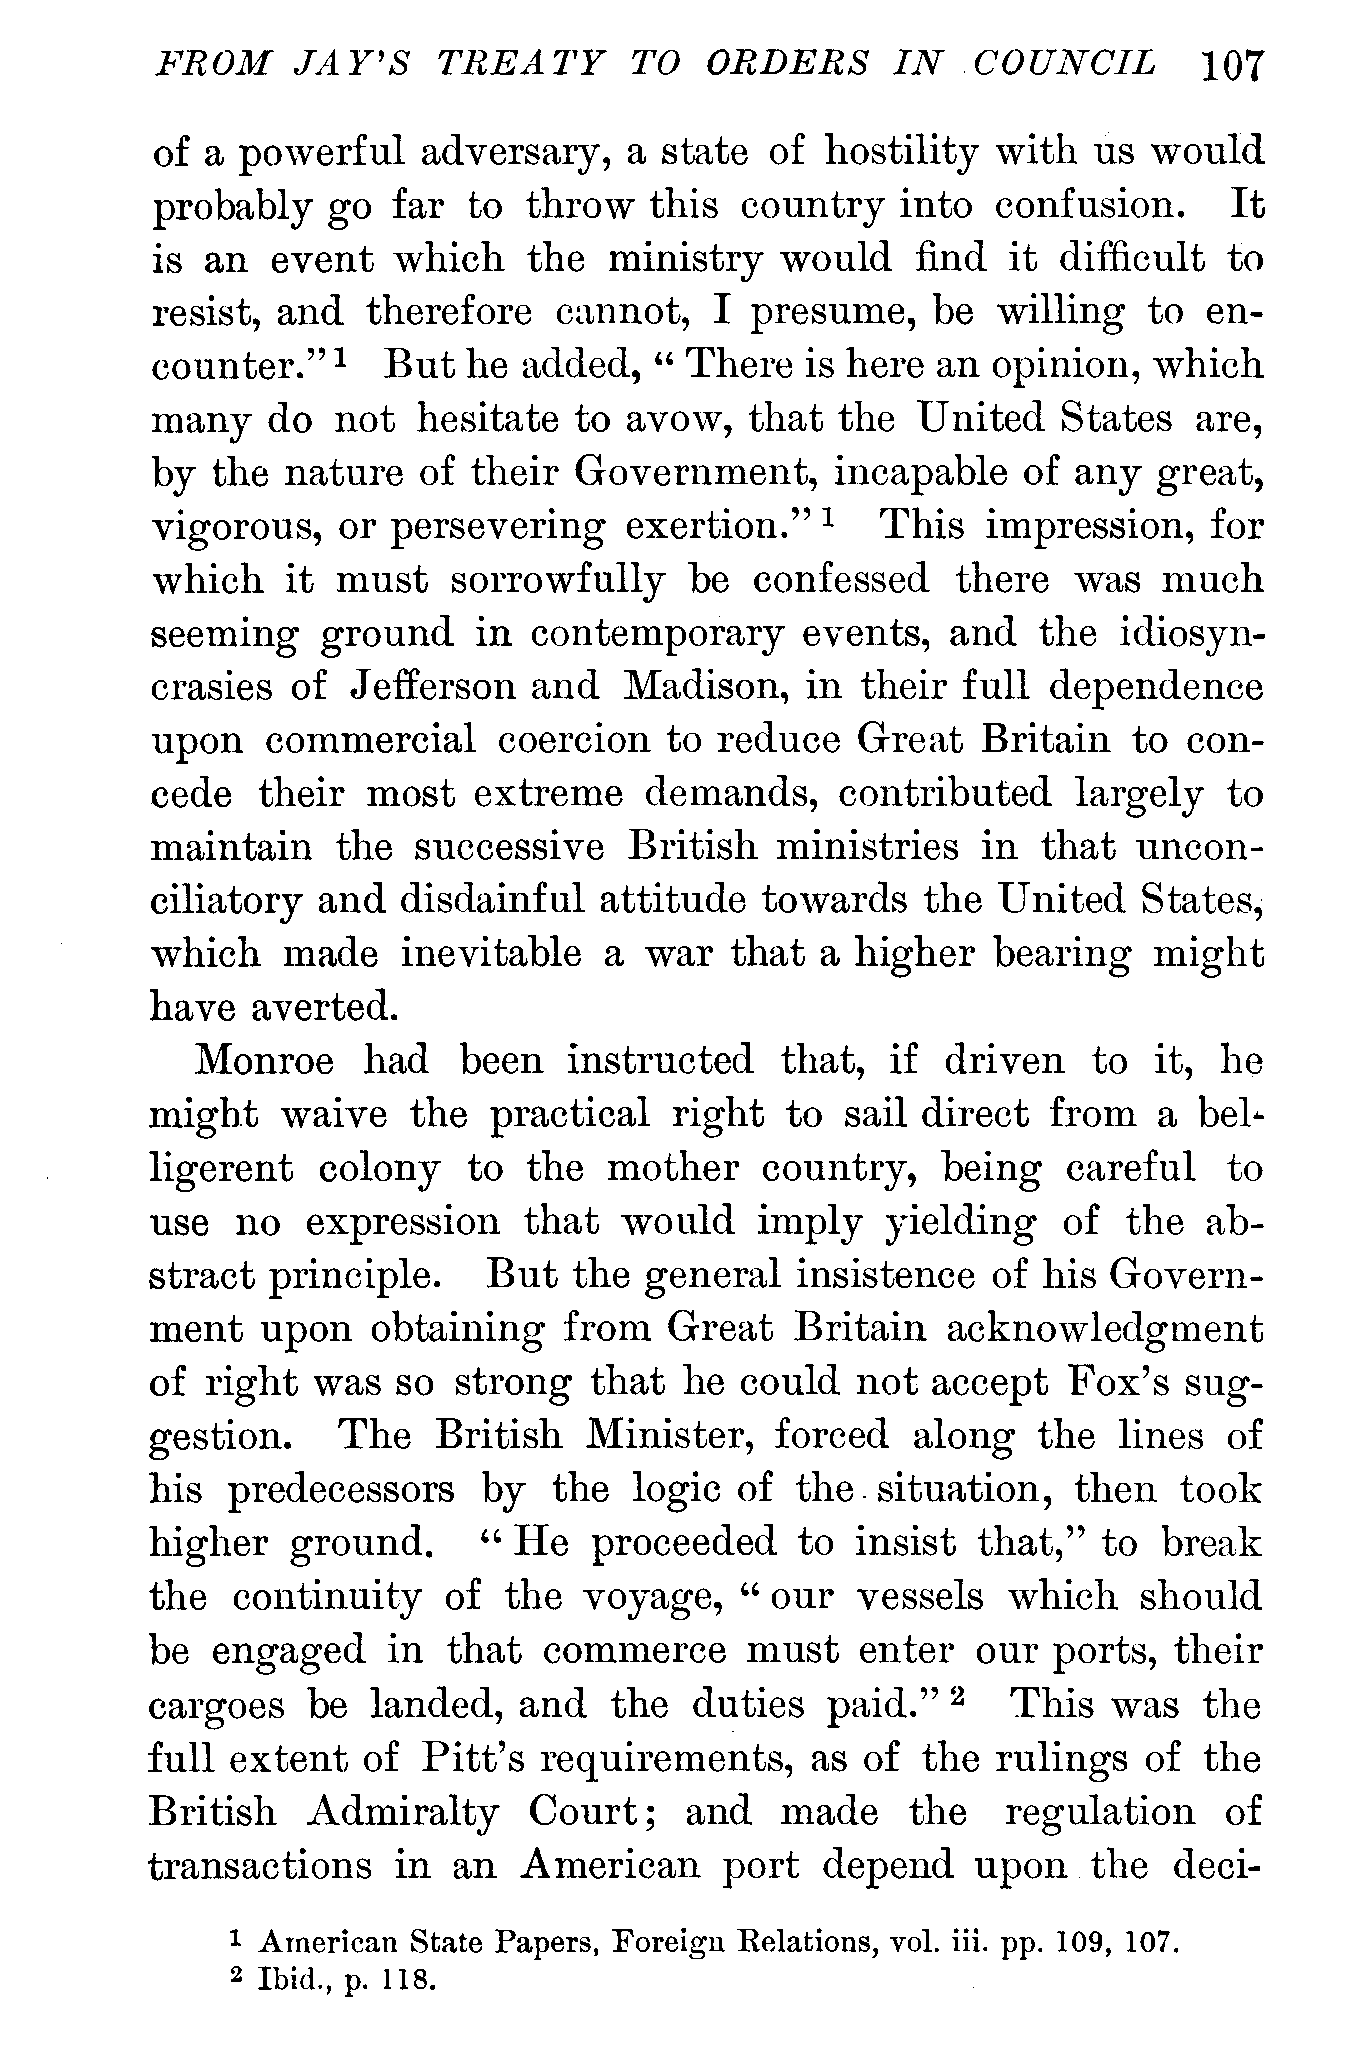 FROM JAY'S TREATY TO ORDERS IN COUNCIL 107
of a powerful adversary, a state of hostility with us would
probably go far to throw this country into confusion. It
is an event which the ministry would find it difficult to
resist, and therefore cannot, I presume, be willing to en-
counter." 1 But he added, " There is here an opinion, which
many do not hesitate to avow, that the United States are,
by the nature of their Government, incapable of any great,
vigorous, or persevering exertion." 1 This impression, for
which it must sorrowfully be confessed there was much
seeming ground in contemporary events, and the idiosyn-
crasies of Jefferson and Madison, in their full dependence
upon commercial coercion to reduce Great Britain to con-
cede their most extreme demands, contributed largely to
maintain the successive British ministries in that uncon-
ciliatory and disdainful attitude towards the United States,
which made inevitable a war that a higher bearing might
have averted.
Monroe had been instructed that, if driven to it, he
might waive the practical right to sail direct from a bel-
ligerent colony to the mother country, being careful to
use no expression that would imply yielding of the ab-
stract principle. But the general insistence of his Govern-
ment upon obtaining from Great Britain acknowledgment
of right was so strong that he could not accept Fox's sug-
gestion. The British Minister, forced along the lines of
his predecessors by the logic of the situation, then took
higher ground. " He proceeded to insist that," to break
the continuity of the voyage, " our vessels which should
be engaged in that commerce must enter our ports, their
cargoes be landed, and the duties paid." 2 This was the
full extent of Pitt's requirements, as of the rulings of the
British Admiralty Court; and made the regulation of
transactions in an American port depend upon the deci-
1 American State Papers, Foreign Relations, vol. iii. pp. 109, 107.
2 Ibid., p. 118.